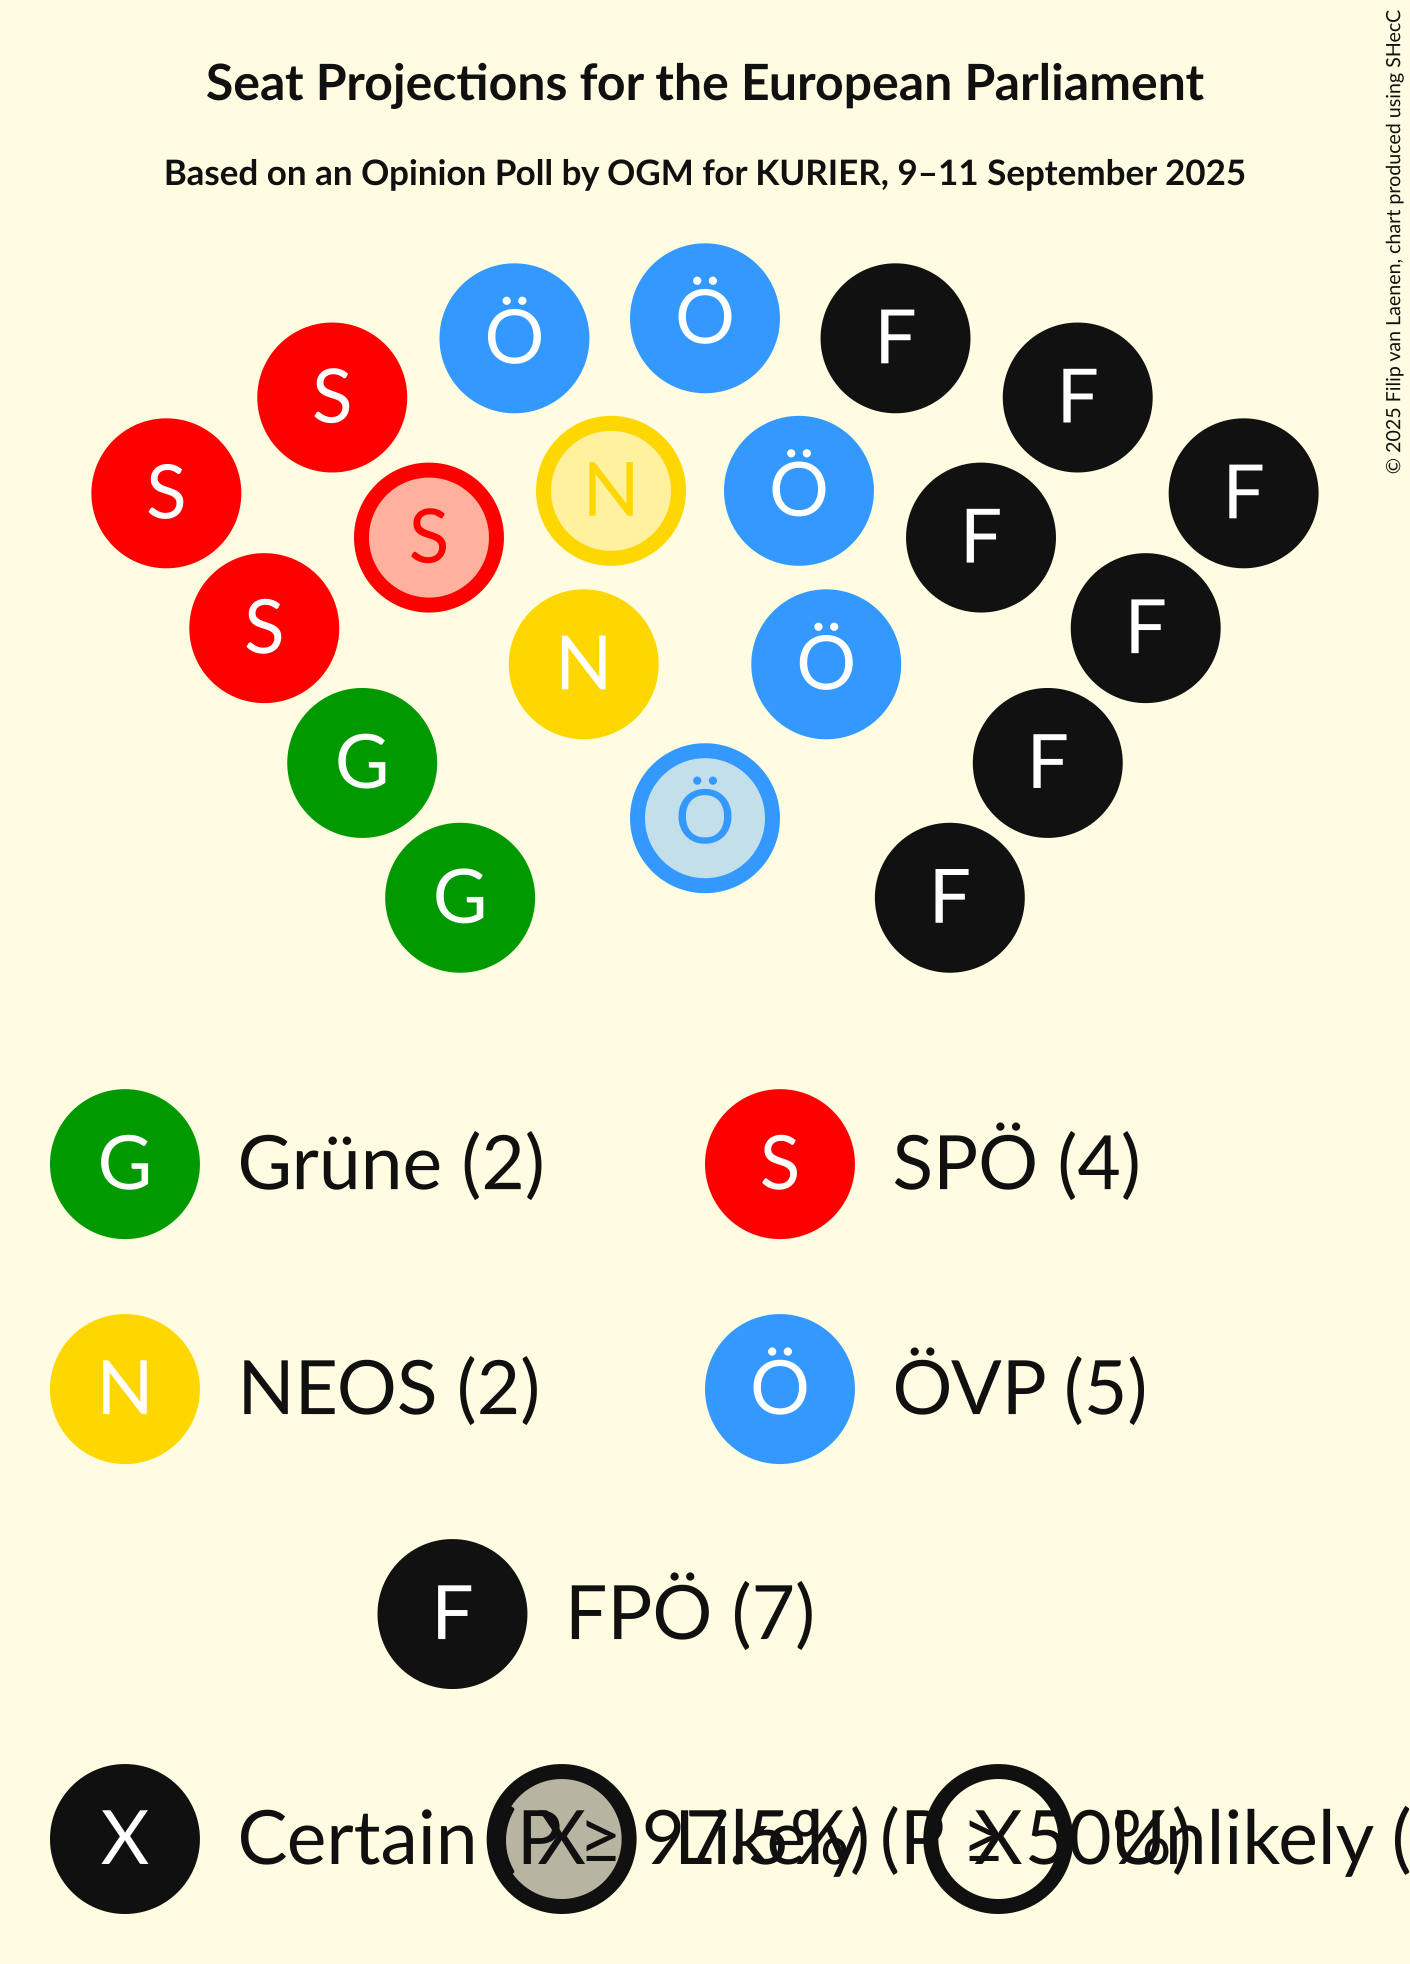 Seat Projections for the European Parliament
Based on an Opinion Poll by OGM for KURIER, 9–11 September 2025
© 2025 Filip van Laenen, chart produced using SHecC
Ö
Ö
F
S
F
S
F
S
N
Ö
F
S
F
N
Ö
G
F
Ö
G
F
G Grüne (2)
S SPÖ (4)
N NEOS (2)
Ö ÖVP (5)
F FPÖ (7)
X Certain (P ≥ 97.5%)
X Likely (P ≥ 50%)
X Unlikely (